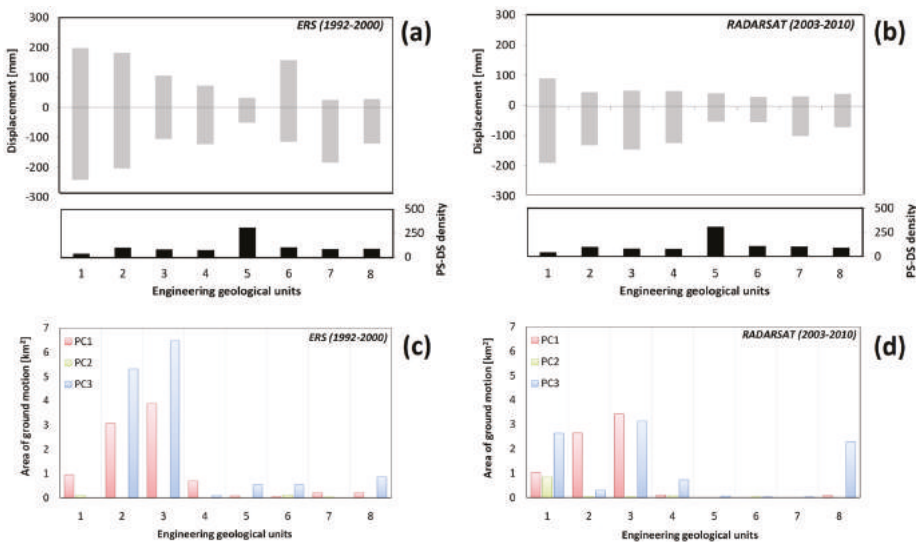 ERS (1992-2000)
(a)
Displacement [mm]
300
200
100
0
-100
-200
-300
PS-DS density
500
250
0
1 2 3 4 5 6 7 8
Engineering geological units
RADARSAT (2003-2010)
(b)
Displacement [mm]
300
200
100
0
-100
-200
-300
PS-DS density
500
250
0
1 2 3 4 5 6 7 8
Engineering geological units
ERS (1992-2000)
(c)
PC1
PC2
PC3
Area of ground motion [km²]
7
6
5
4
3
2
1
0
1 2 3 4 5 6 7 8
Engineering geological units
RADARSAT (2003-2010)
(d)
PC1
PC2
PC3
Area of ground motion [km²]
7
6
5
4
3
2
1
0
1 2 3 4 5 6 7 8
Engineering geological units